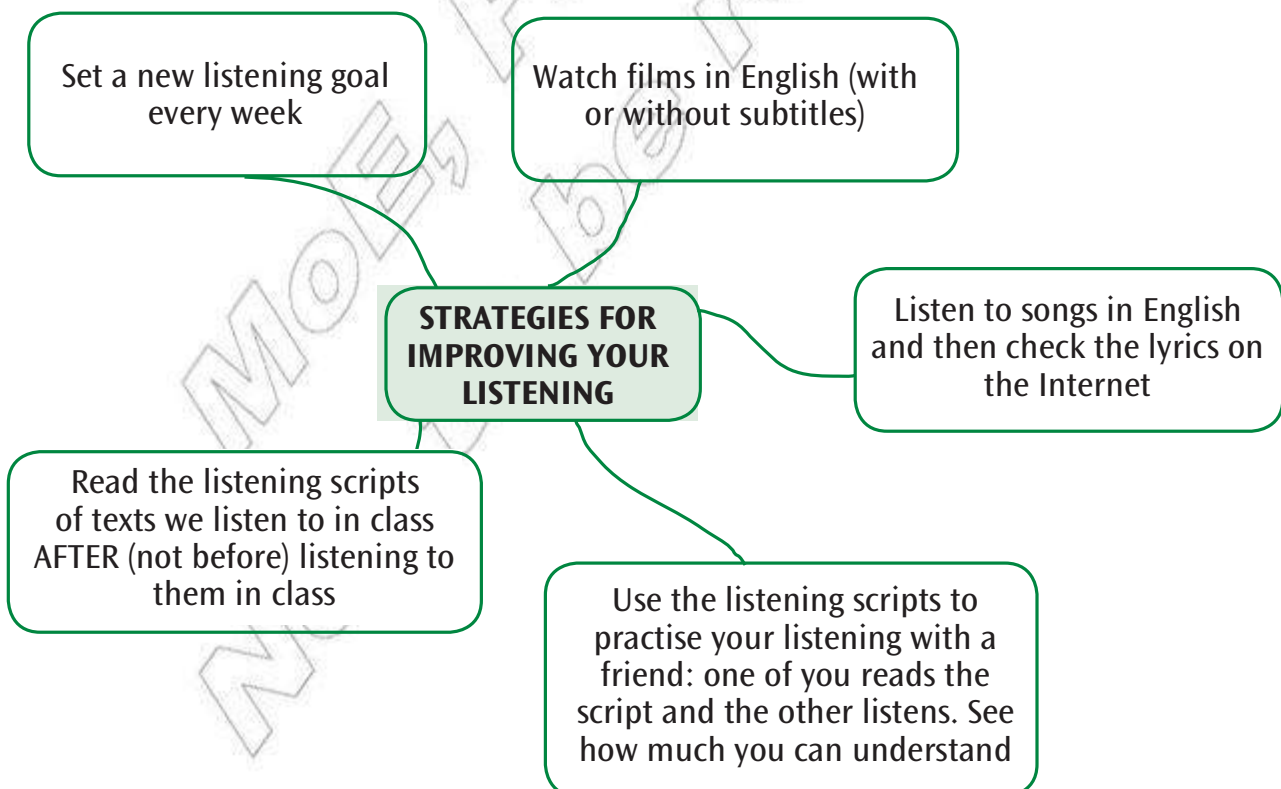 Set a new listening goal
every week
Watch films in English (with
or without subtitles)
STRATEGIES FOR
IMPROVING YOUR
LISTENING
Listen to songs in English
and then check the lyrics on
the Internet
Read the listening scripts
of texts we listen to in class
AFTER (not before) listening to
them in class
Use the listening scripts to
practise your listening with a
friend: one of you reads the
script and the other listens. See
how much you can understand
MoE,
be